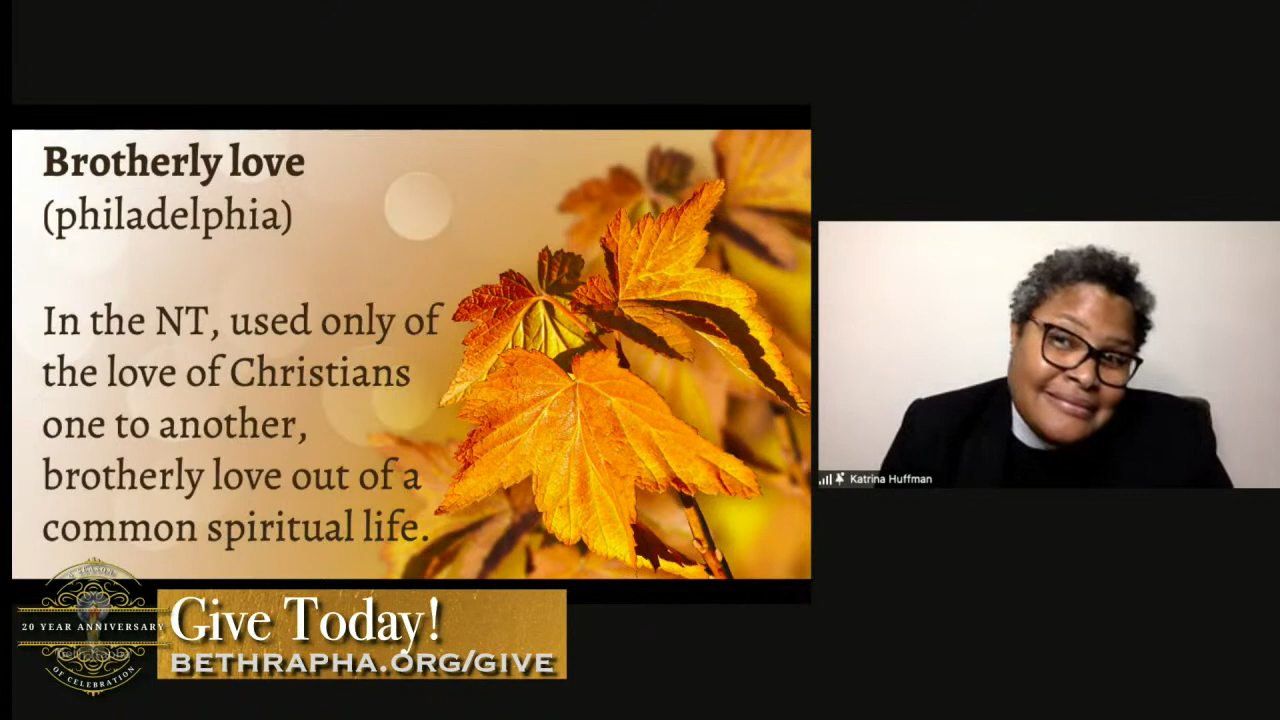 Brotherly love
(philadelphia)
In the NT, used only of
the love of Christians
one to another,
brotherly love out of a
common spiritual life.
Katrina Huffman
20 YEAR ANNIVERSARY
OF CELEBRATION
Give Today!
BETHRAPHA.ORG/GIVE